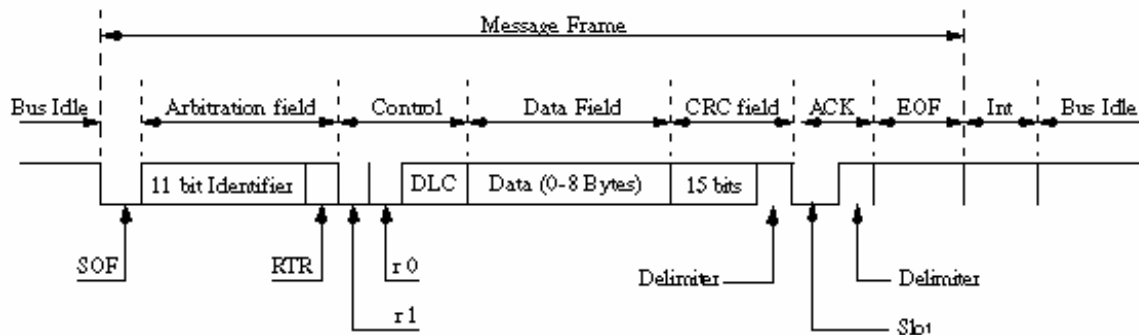 Message Frame
Bus Idle Arbitration field Control Data Field CRC field ACK EOF Int Bus Idle
11 bit Identifier DLC Data (0-8 Bytes) 15 bits
SOF RTR r 0 Delimiter Delimiter
r 1 Slot